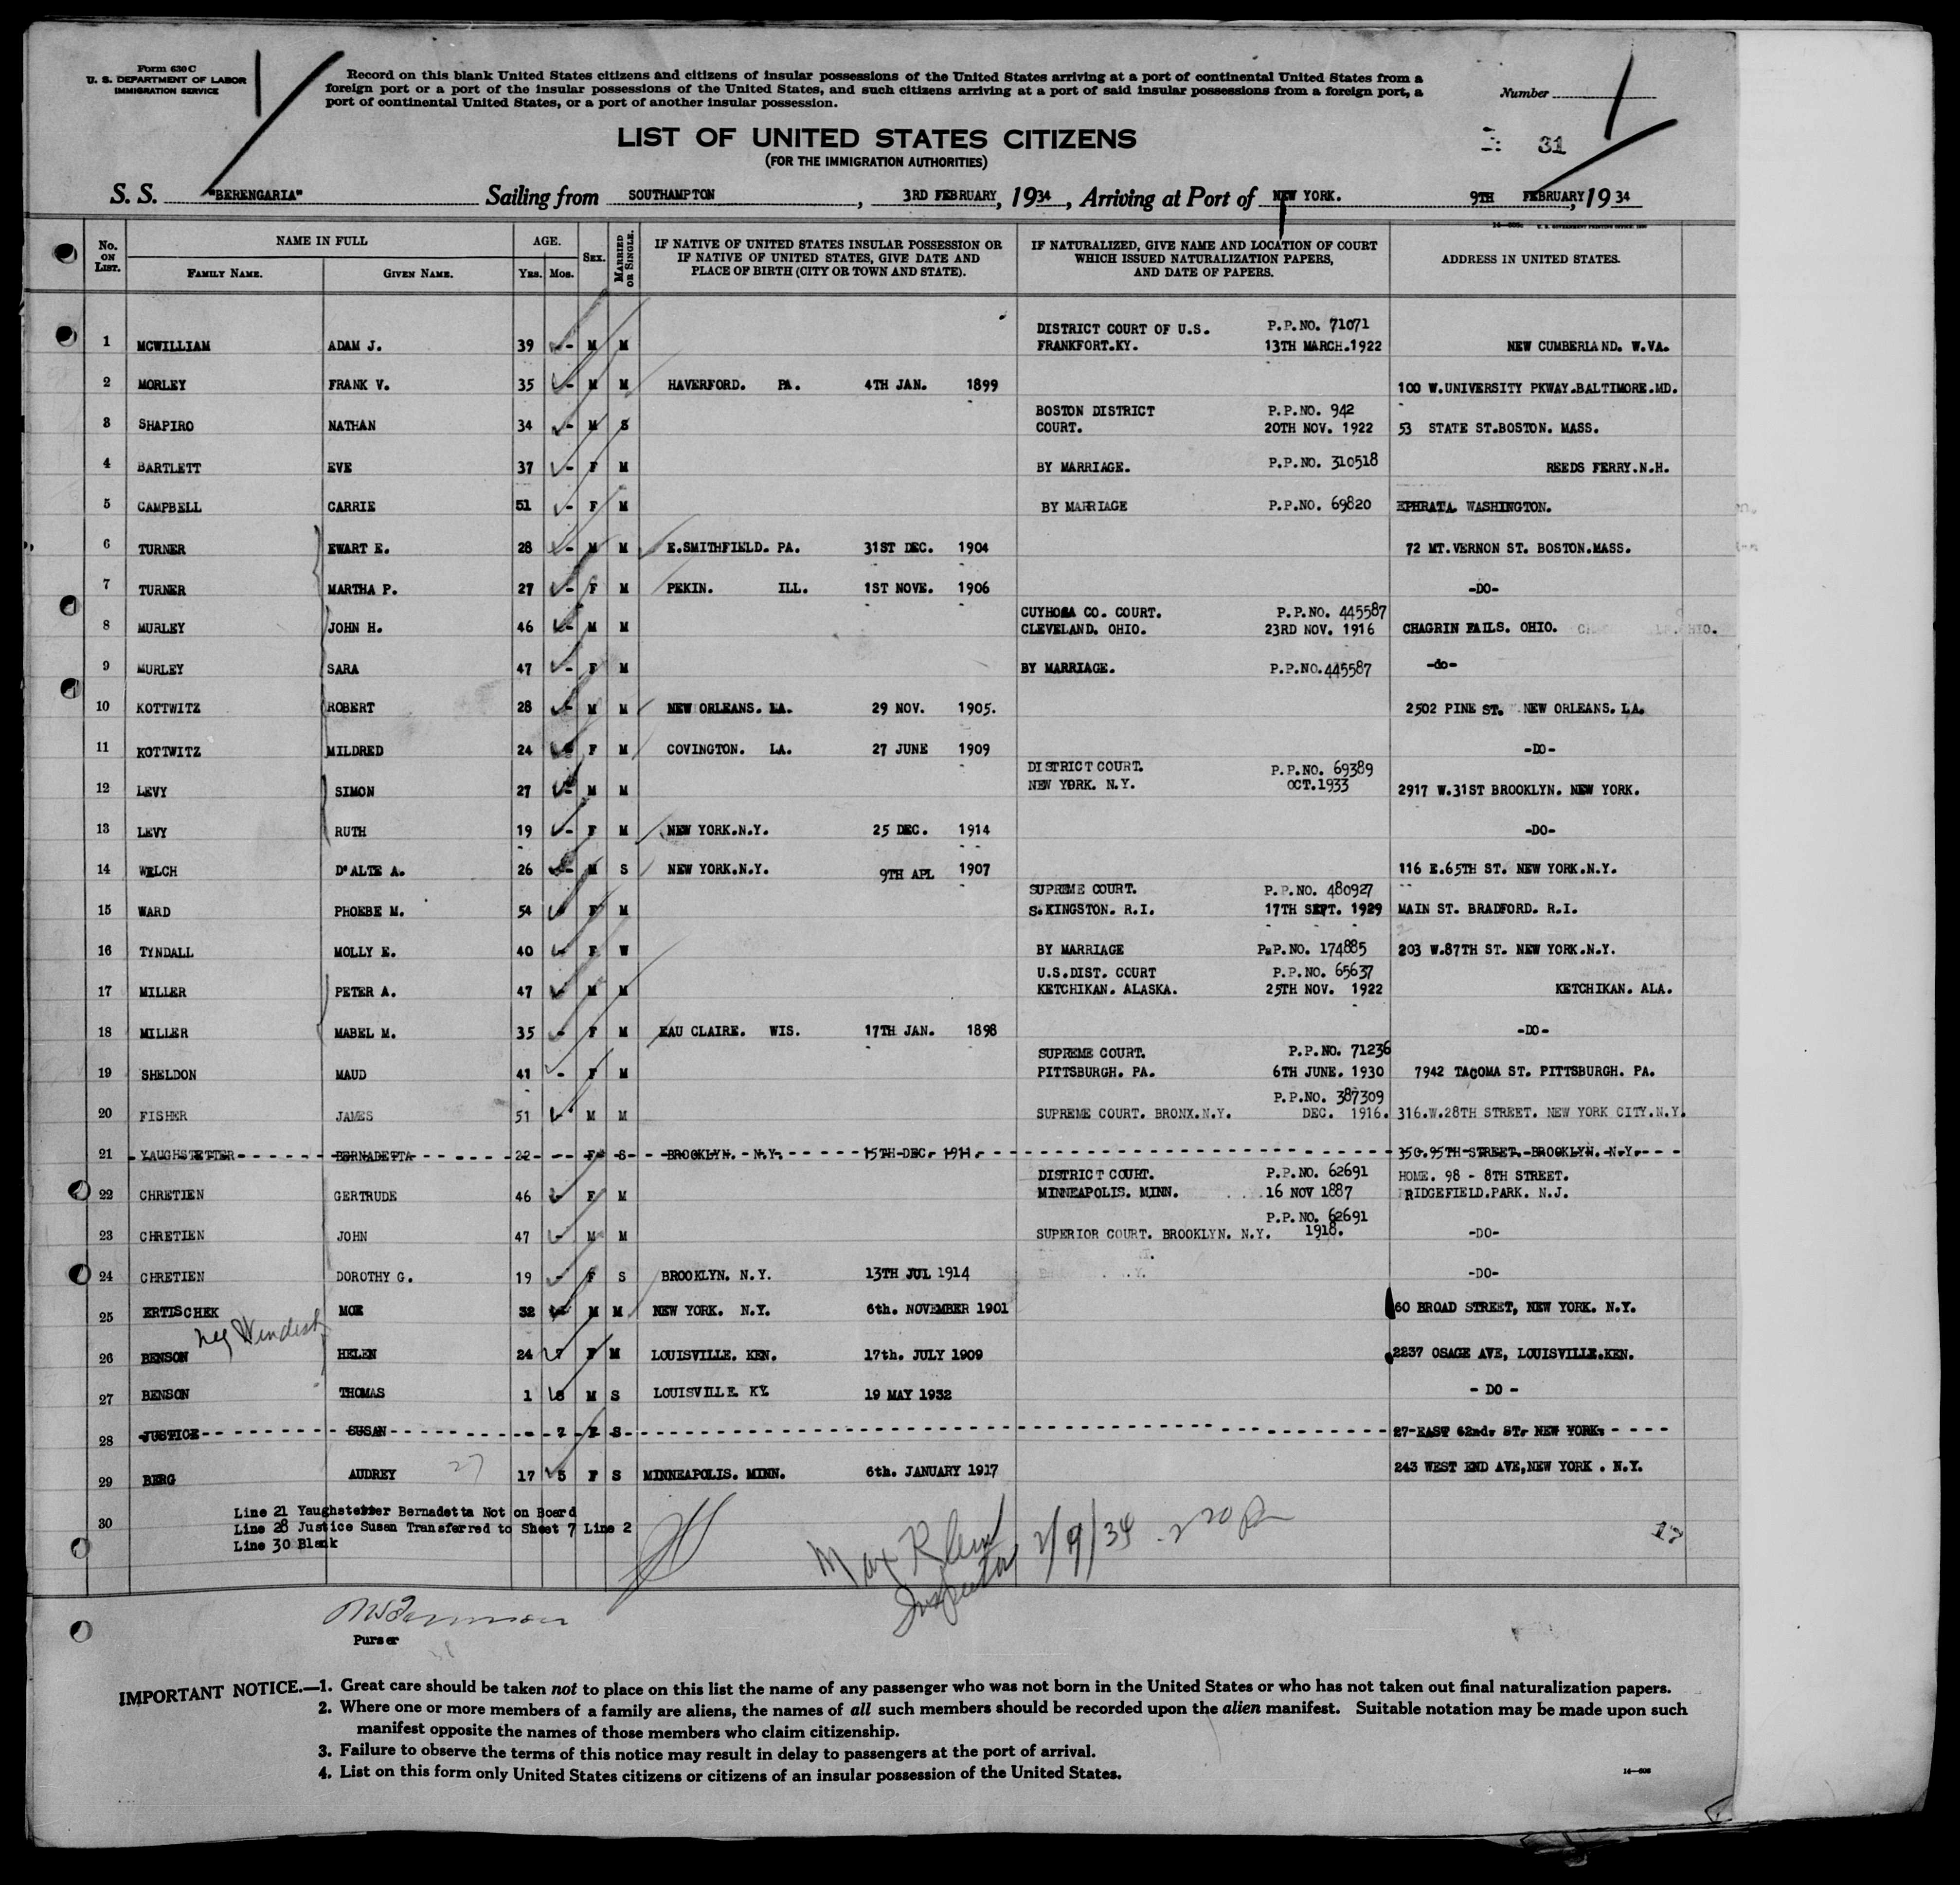 Form 630 C
U. S. DEPARTMENT OF LABOR
IMMIGRATION SERVICE
Record on this blank United States citizens and citizens of insular possessions of the United States arriving at a port of continental United States from a
foreign port or a port of the insular possessions of the United States, and such citizens arriving at a port of said insular possessions from a foreign port, a
port of continental United States, or a port of another insular possession.
Number
LIST OF UNITED STATES CITIZENS
(FOR THE IMMIGRATION AUTHORITIES)
31
S. S. "BERENGARIA" Sailing from SOUTHAMPTON, 3RD FEBRUARY, 1934, Arriving at Port of NEW YORK. 9TH FEBRUARY, 1934
No. ON LIST. NAME IN FULL FAMILY NAME. GIVEN NAME. AGE. YRS. MOS. SEX. MARRIED OR SINGLE. IF NATIVE OF UNITED STATES INSULAR POSSESSION OR IF NATIVE OF UNITED STATES, GIVE DATE AND PLACE OF BIRTH (CITY OR TOWN AND STATE). IF NATURALIZED, GIVE NAME AND LOCATION OF COURT WHICH ISSUED NATURALIZATION PAPERS, AND DATE OF PAPERS. ADDRESS IN UNITED STATES.
DISTRICT COURT OF U.S. P.P.NO. 71071
1 MCWILLIAM ADAM J. 39 - M M FRANKFORT.KY. 13TH MARCH.1922 NEW CUMBERLAND. W.VA.
2 MORLEY FRANK V. 35 - M M HAVERFORD. PA. 4TH JAN. 1899 100 W.UNIVERSITY PKWAY.BALTIMORE.MD.
BOSTON DISTRICT P.P.NO. 942
3 SHAPIRO NATHAN 34 - M S COURT. 20TH NOV. 1922 53 STATE ST.BOSTON. MASS.
4 BARTLETT EVE 37 - F M BY MARRIAGE. P.P.NO. 310518 REEDS FERRY.N.H.
5 CAMPBELL CARRIE 51 - F M BY MARRIAGE P.P.NO. 69820 EPHRATA. WASHINGTON.
6 TURNER EWART E. 28 - M M E.SMITHFIELD. PA. 31ST DEC. 1904 72 MT.VERNON ST. BOSTON.MASS.
7 TURNER MARTHA P. 27 - F M PEKIN. ILL. 1ST NOVE. 1906 -DO-
CUYHOGA CO. COURT. P.P.NO. 445587
8 MURLEY JOHN H. 46 - M M CLEVELAND. OHIO. 23RD NOV. 1916 CHAGRIN FAILS. OHIO.
9 MURLEY SARA 47 - F M BY MARRIAGE. P.P.NO.445587 -do-
10 KOTTWITZ ROBERT 28 - M M NEW ORLEANS. LA. 29 NOV. 1905. 2502 PINE ST. NEW ORLEANS. LA.
11 KOTTWITZ MILDRED 24 F M COVINGTON. LA. 27 JUNE 1909 -DO-
DISTRICT COURT. P.P.NO. 69389
12 LEVY SIMON 27 - M M NEW YORK. N.Y. OCT.1933 2917 W.31ST BROOKLYN. NEW YORK.
13 LEVY RUTH 19 - F M NEW YORK.N.Y. 25 DEC. 1914 -DO-
14 WELCH D'ALTE A. 26 - M S NEW YORK.N.Y. 9TH APL 1907 116 E.65TH ST. NEW YORK.N.Y.
SUPREME COURT. P.P.NO. 480927
15 WARD PHOEBE M. 54 F M S.KINGSTON. R.I. 17TH SEPT. 1929 MAIN ST. BRADFORD. R.I.
16 TYNDALL MOLLY E. 40 - F W BY MARRIAGE P.P.NO. 174885 203 W.87TH ST. NEW YORK.N.Y.
U.S.DIST. COURT P.P.NO. 65637
17 MILLER PETER A. 47 - M M KETCHIKAN. ALASKA. 25TH NOV. 1922 KETCHIKAN. ALA.
18 MILLER MABEL M. 35 - F M EAU CLAIRE. WIS. 17TH JAN. 1898 -DO-
SUPREME COURT. P.P.NO. 71236
19 SHELDON MAUD 41 - F M PITTSBURGH. PA. 6TH JUNE. 1930 7942 TACOMA ST. PITTSBURGH. PA.
P.P.NO. 387309
20 FISHER JAMES 51 M M SUPREME COURT. BRONX.N.Y. DEC. 1916. 316.W.28TH STREET. NEW YORK CITY.N.Y.
21 YAUGHSTETTER BERNADETTA 22 - F S BROOKLYN. N.Y. 15TH DEC. 1911. 350.95TH STREET. BROOKLYN. N.Y.
DISTRICT COURT. P.P.NO. 62691 HOME. 98 - 8TH STREET.
22 CHRETIEN GERTRUDE 46 F M MINNEAPOLIS. MINN. 16 NOV 1887 RIDGEFIELD.PARK. N.J.
P.P.NO. 62691
23 CHRETIEN JOHN 47 - M M SUPERIOR COURT. BROOKLYN. N.Y. 1918. -DO-
24 CHRETIEN DOROTHY G. 19 - F S BROOKLYN. N.Y. 13TH JUL 1914 -DO-
25 ERTISCHEK MOE 32 M M NEW YORK. N.Y. 6th. NOVEMBER 1901 60 BROAD STREET, NEW YORK. N.Y.
26 BENSON HELEN 24 7 F M LOUISVILLE. KEN. 17th. JULY 1909 2237 OSAGE AVE, LOUISVILLE.KEN.
27 BENSON THOMAS 1 8 M S LOUISVILLE. KY. 19 MAY 1932 - DO -
28 JUSTICE SUSAN - 7 F S 27 EAST 62nd. ST. NEW YORK.
29 BERG AUDREY 27 17 5 F S MINNEAPOLIS. MINN. 6th. JANUARY 1917 243 WEST END AVE,NEW YORK . N.Y.
Line 21 Yaughstetter Bernadetta Not on Board
30 Line 28 Justice Susan Transferred to Sheet 7 Line 2
Line 30 Blank
Max Klein 2/9/34
Inspector
17
Purser
IMPORTANT NOTICE.—1. Great care should be taken not to place on this list the name of any passenger who was not born in the United States or who has not taken out final naturalization papers.
2. Where one or more members of a family are aliens, the names of all such members should be recorded upon the alien manifest. Suitable notation may be made upon such
manifest opposite the names of those members who claim citizenship.
3. Failure to observe the terms of this notice may result in delay to passengers at the port of arrival.
4. List on this form only United States citizens or citizens of an insular possession of the United States.
14—608